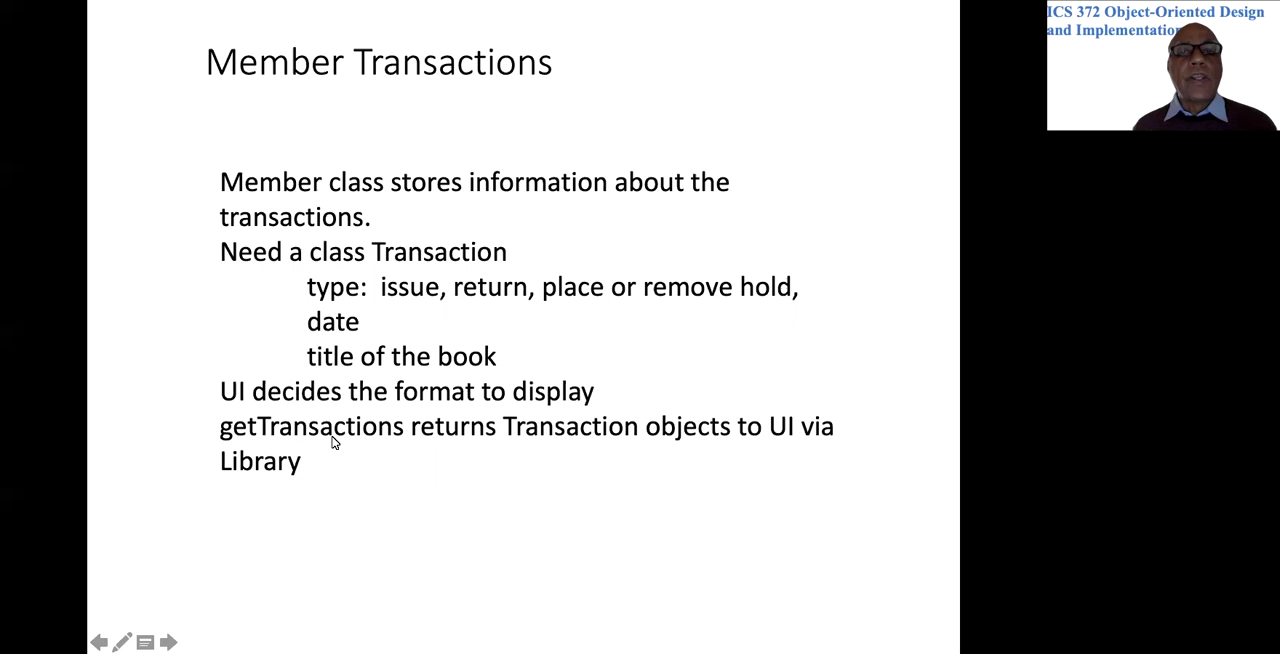 Member Transactions
Member class stores information about the
transactions.
Need a class Transaction
type: issue, return, place or remove hold,
date
title of the book
UI decides the format to display
getTransactions returns Transaction objects to UI via
Library
ICS 372 Object-Oriented Design
and Implementation